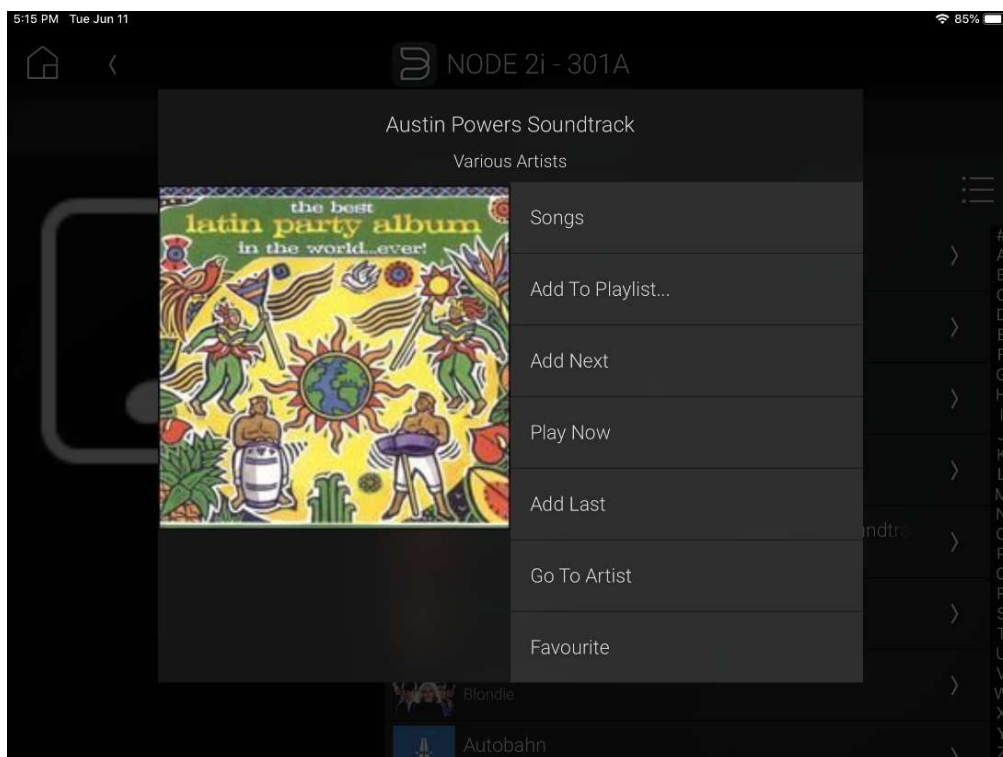 5:15 PM Tue Jun 11
85%
NODE 2i - 301A
Austin Powers Soundtrack
Various Artists
the best
latin party album
in the world...ever!
Songs
Add To Playlist...
Add Next
Play Now
Add Last
Go To Artist
Favourite
Blondie
Autobahn